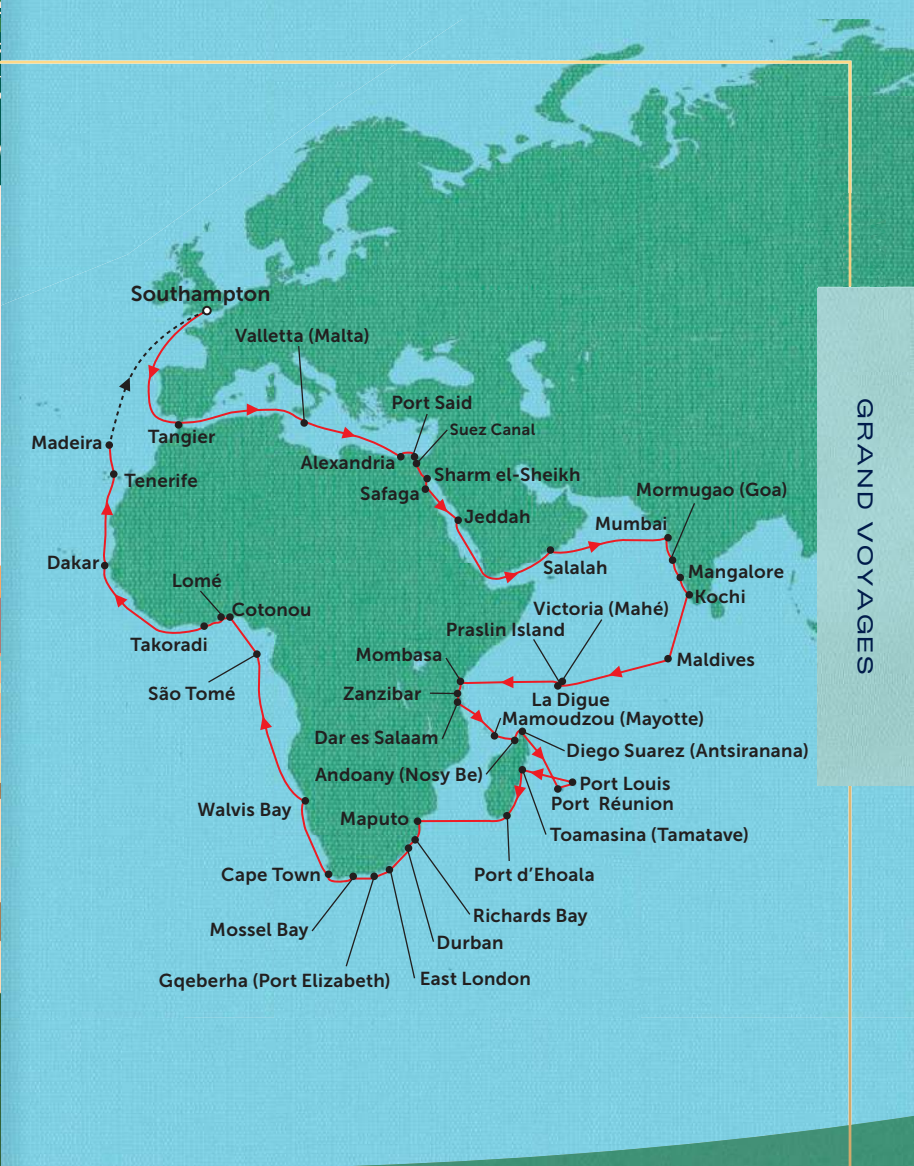 Southampton
Valletta (Malta)
Port Said
Suez Canal
Madeira
Tangier
Alexandria
Sharm el-Sheikh
Tenerife
Safaga
Mormugao (Goa)
Jeddah
Mumbai
Dakar
Salalah
Mangalore
Lomé
Kochi
Cotonou
Victoria (Mahé)
Praslin Island
Takoradi
Mombasa
Maldives
São Tomé
Zanzibar
La Digue
Mamoudzou (Mayotte)
Dar es Salaam
Diego Suarez (Antsiranana)
Andoany (Nosy Be)
Port Louis
Port Réunion
Walvis Bay
Maputo
Toamasina (Tamatave)
Cape Town
Port d'Ehoala
Richards Bay
Mossel Bay
Durban
Gqeberha (Port Elizabeth)
East London
GRAND VOYAGES